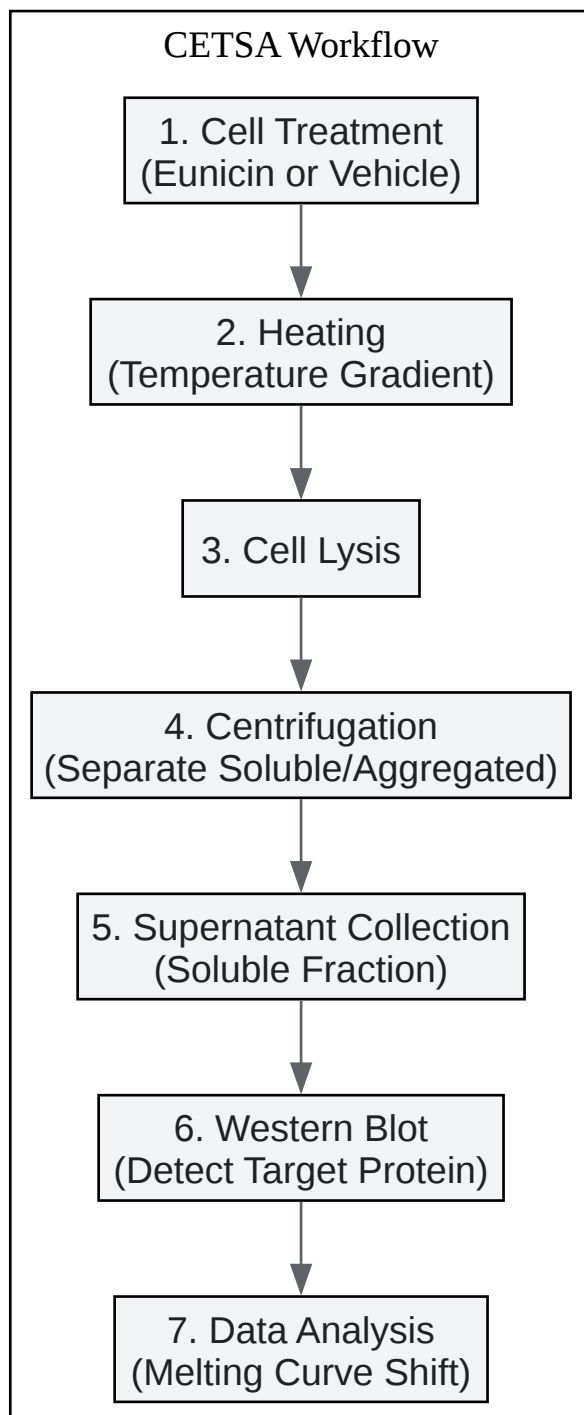 CETSA Workflow
1. Cell Treatment
(Eunicin or Vehicle)
2. Heating
(Temperature Gradient)
3. Cell Lysis
4. Centrifugation
(Separate Soluble/Aggregated)
5. Supernatant Collection
(Soluble Fraction)
6. Western Blot
(Detect Target Protein)
7. Data Analysis
(Melting Curve Shift)